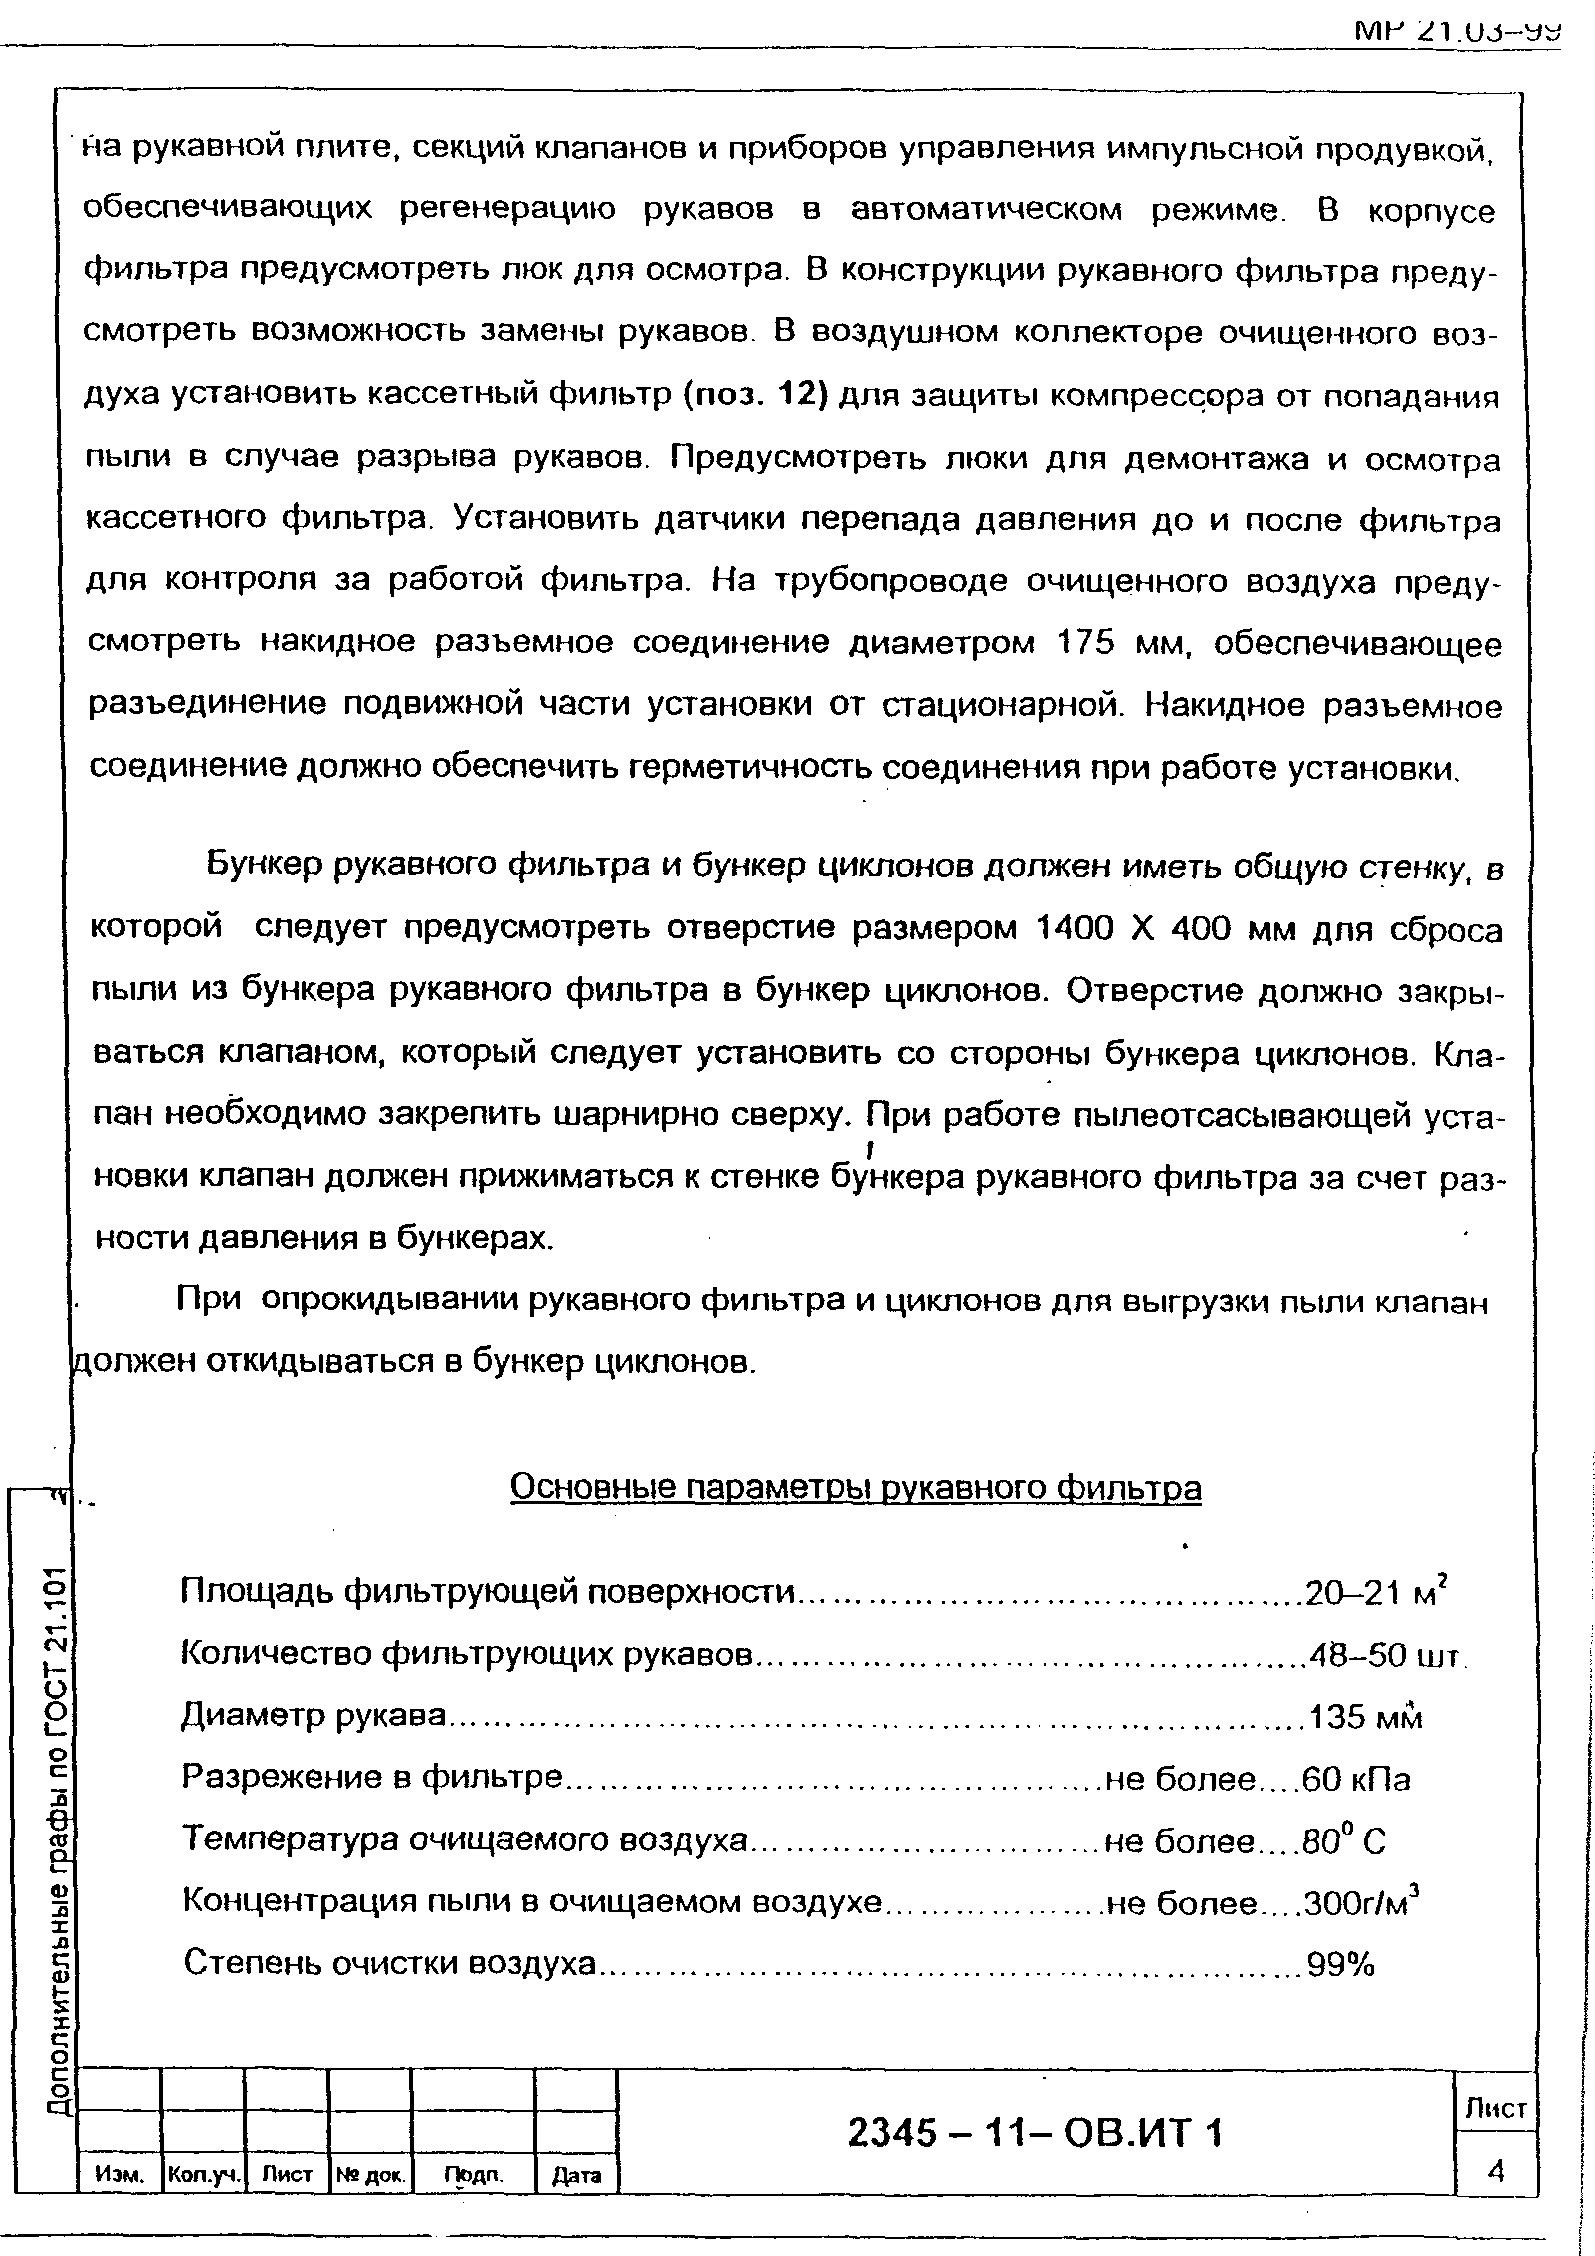 МР 21.03–99
на рукавной плите, секций клапанов и приборов управления импульсной продувкой,
обеспечивающих регенерацию рукавов в автоматическом режиме. В корпусе
фильтра предусмотреть люк для осмотра. В конструкции рукавного фильтра преду-
смотреть возможность замены рукавов. В воздушном коллекторе очищенного воз-
духа установить кассетный фильтр (поз. 12) для защиты компрессора от попадания
пыли в случае разрыва рукавов. Предусмотреть люки для демонтажа и осмотра
кассетного фильтра. Установить датчики перепада давления до и после фильтра
для контроля за работой фильтра. На трубопроводе очищенного воздуха преду-
смотреть накидное разъемное соединение диаметром 175 мм, обеспечивающее
разъединение подвижной части установки от стационарной. Накидное разъемное
соединение должно обеспечить герметичность соединения при работе установки.
Бункер рукавного фильтра и бункер циклонов должен иметь общую стенку, в
которой следует предусмотреть отверстие размером 1400 Х 400 мм для сброса
пыли из бункера рукавного фильтра в бункер циклонов. Отверстие должно закры-
ваться клапаном, который следует установить со стороны бункера циклонов. Кла-
пан необходимо закрепить шарнирно сверху. При работе пылеотсасывающей уста-
новки клапан должен прижиматься к стенке бункера рукавного фильтра за счет раз-
ности давления в бункерах.
При опрокидывании рукавного фильтра и циклонов для выгрузки пыли клапан
должен откидываться в бункер циклонов.
Основные параметры рукавного фильтра
Площадь фильтрующей поверхности..........................................20–21 м²
Количество фильтрующих рукавов.............................................48–50 шт.
Диаметр рукава......................................................................135 мм
Разрежение в фильтре............................................не более....60 кПа
Температура очищаемого воздуха.............................не более....80⁰ С
Концентрация пыли в очищаемом воздухе..................не более....300г/м³
Степень очистки воздуха..........................................................99%
Дополнительные графы по ГОСТ 21.101
2345 – 11– ОВ.ИТ 1
Лист
4
Изм. Кол.уч. Лист № док. Подп. Дата